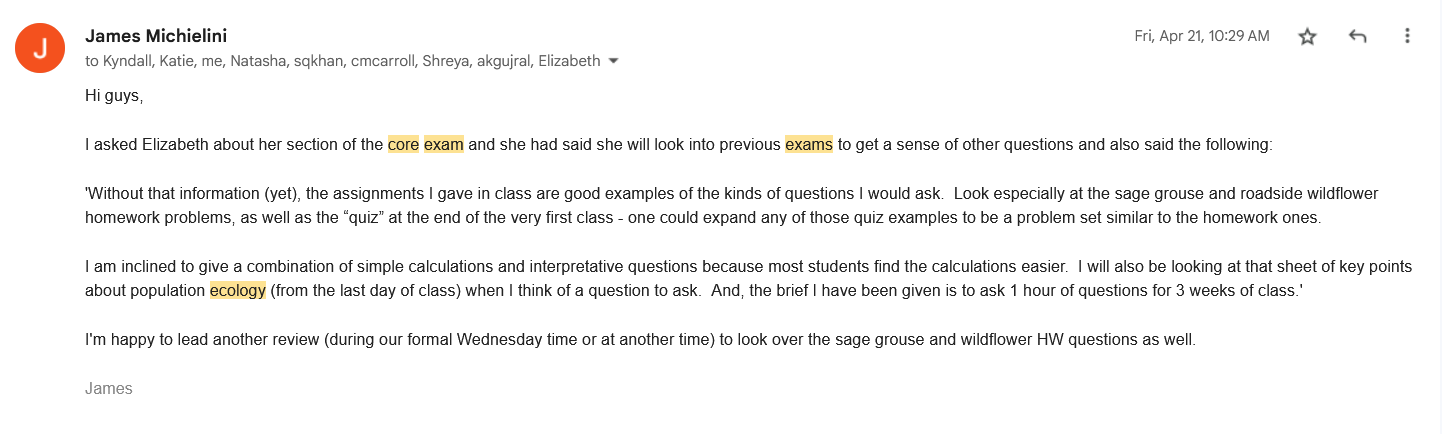 J
James Michielini
Fri, Apr 21, 10:29 AM
to Kyndall, Katie, me, Natasha, sqkhan, cmcarroll, Shreya, akgujral, Elizabeth
Hi guys,
I asked Elizabeth about her section of the core exam and she had said she will look into previous exams to get a sense of other questions and also said the following:
'Without that information (yet), the assignments I gave in class are good examples of the kinds of questions I would ask.  Look especially at the sage grouse and roadside wildflower
homework problems, as well as the “quiz” at the end of the very first class - one could expand any of those quiz examples to be a problem set similar to the homework ones.
I am inclined to give a combination of simple calculations and interpretative questions because most students find the calculations easier.  I will also be looking at that sheet of key points
about population ecology (from the last day of class) when I think of a question to ask.  And, the brief I have been given is to ask 1 hour of questions for 3 weeks of class.'
I'm happy to lead another review (during our formal Wednesday time or at another time) to look over the sage grouse and wildflower HW questions as well.
James